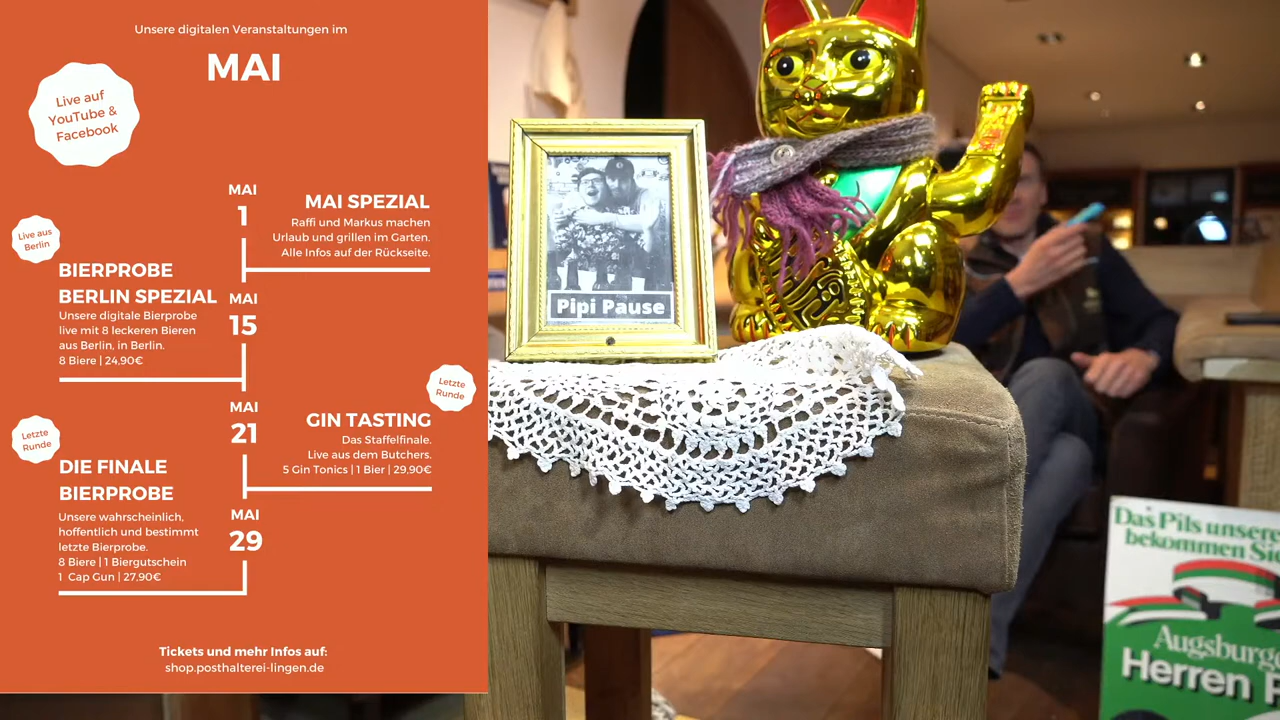 Unsere digitalen Veranstaltungen im
MAI
Live auf
YouTube &
Facebook
MAI
1
MAI SPEZIAL
Raffi und Markus machen
Urlaub und grillen im Garten.
Alle Infos auf der Rückseite.
Live aus
Berlin
BIERPROBE
BERLIN SPEZIAL
Unsere digitale Bierprobe
live mit 8 leckeren Bieren
aus Berlin, in Berlin.
8 Biere | 24,90€
MAI
15
Letzte
Runde
MAI
21
GIN TASTING
Das Staffelfinale.
Live aus dem Butchers.
5 Gin Tonics | 1 Bier | 29,90€
Letzte
Runde
DIE FINALE
BIERPROBE
Unsere wahrscheinlich,
hoffentlich und bestimmt
letzte Bierprobe.
8 Biere | 1 Biergutschein
1 Cap Gun | 27,90€
MAI
29
Tickets und mehr Infos auf:
shop.posthalterei-lingen.de
Pipi Pause
Das Pils unsere
bekommen Si
Augsburge
Herren P